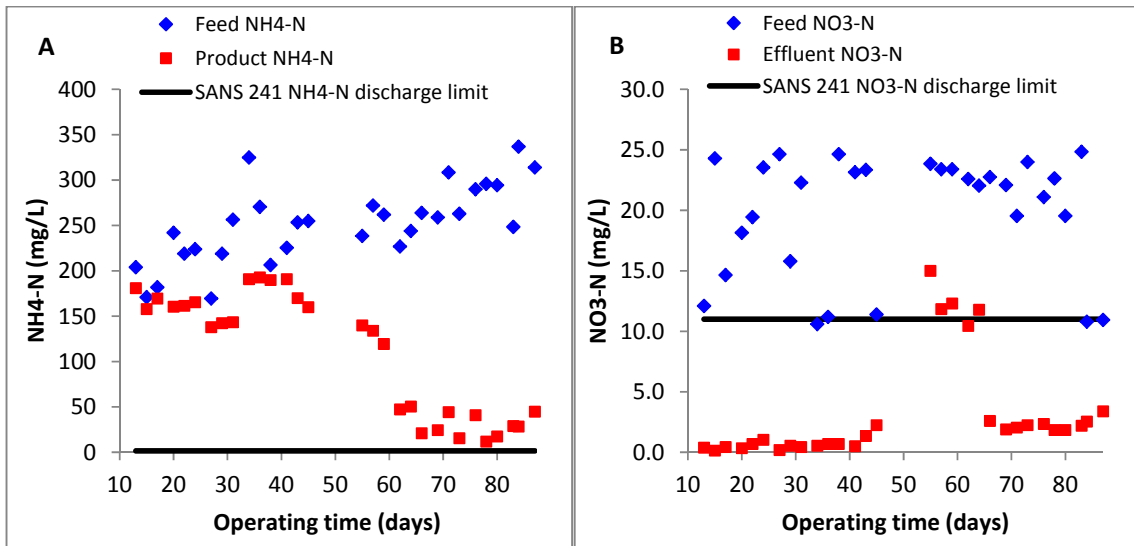 A
Feed NH4-N
Product NH4-N
SANS 241 NH4-N discharge limit
NH4-N (mg/L)
400
350
300
250
200
150
100
50
0
10 20 30 40 50 60 70 80
Operating time (days)
B
Feed NO3-N
Effluent NO3-N
SANS 241 NO3-N discharge limit
NO3-N (mg/L)
30.0
25.0
20.0
15.0
10.0
5.0
0.0
10 20 30 40 50 60 70 80
Operating time (days)